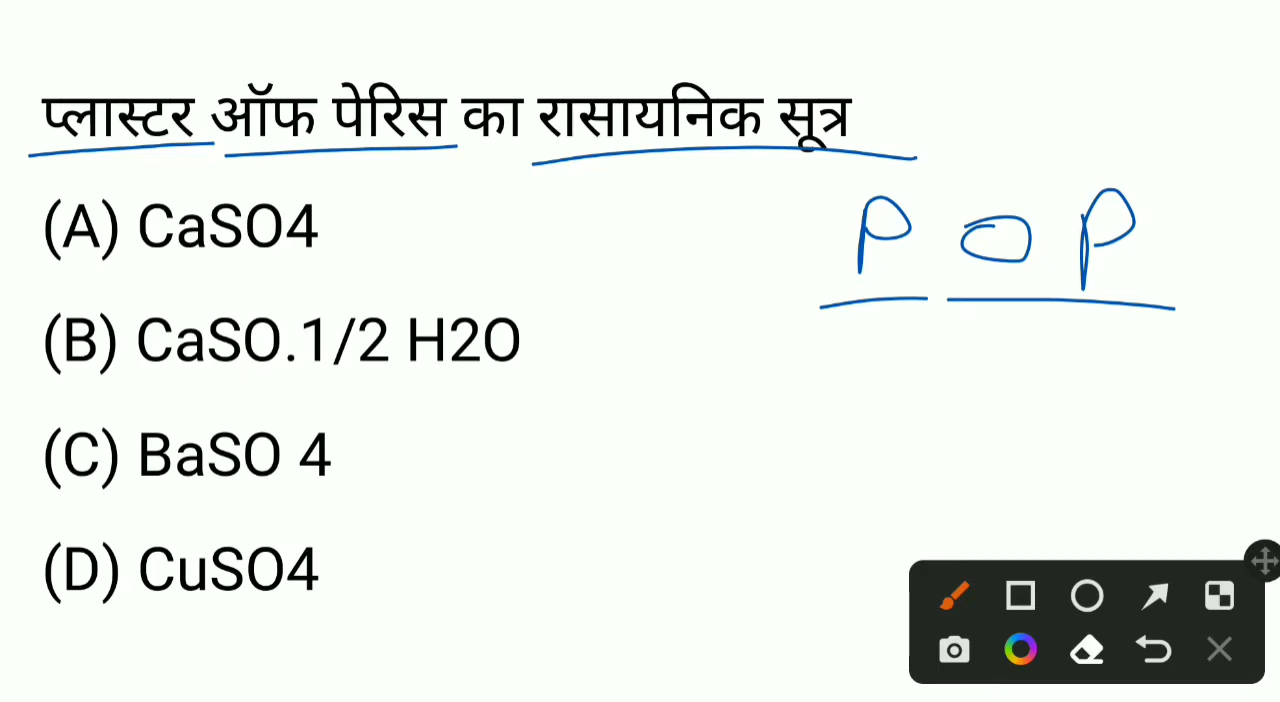 प्लास्टर ऑफ पेरिस का रासायनिक सूत्र
(A) CaSO4
POP
(B) CaSO.1/2 H2O
(C) BaSO 4
(D) CuSO4